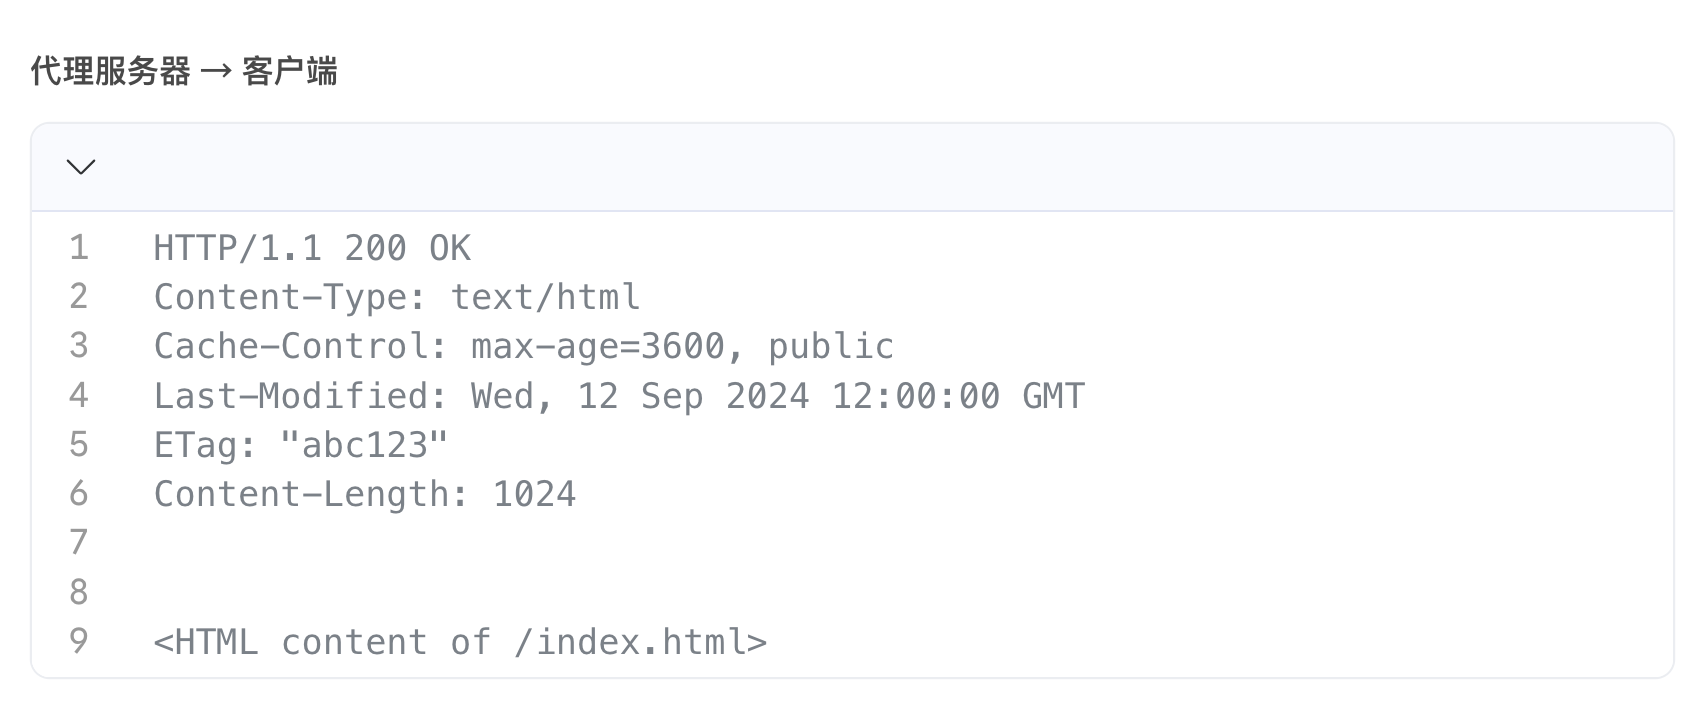 代理服务器 → 客户端
1 HTTP/1.1 200 OK
2 Content-Type: text/html
3 Cache-Control: max-age=3600, public
4 Last-Modified: Wed, 12 Sep 2024 12:00:00 GMT
5 ETag: "abc123"
6 Content-Length: 1024
7
8
9 <HTML content of /index.html>